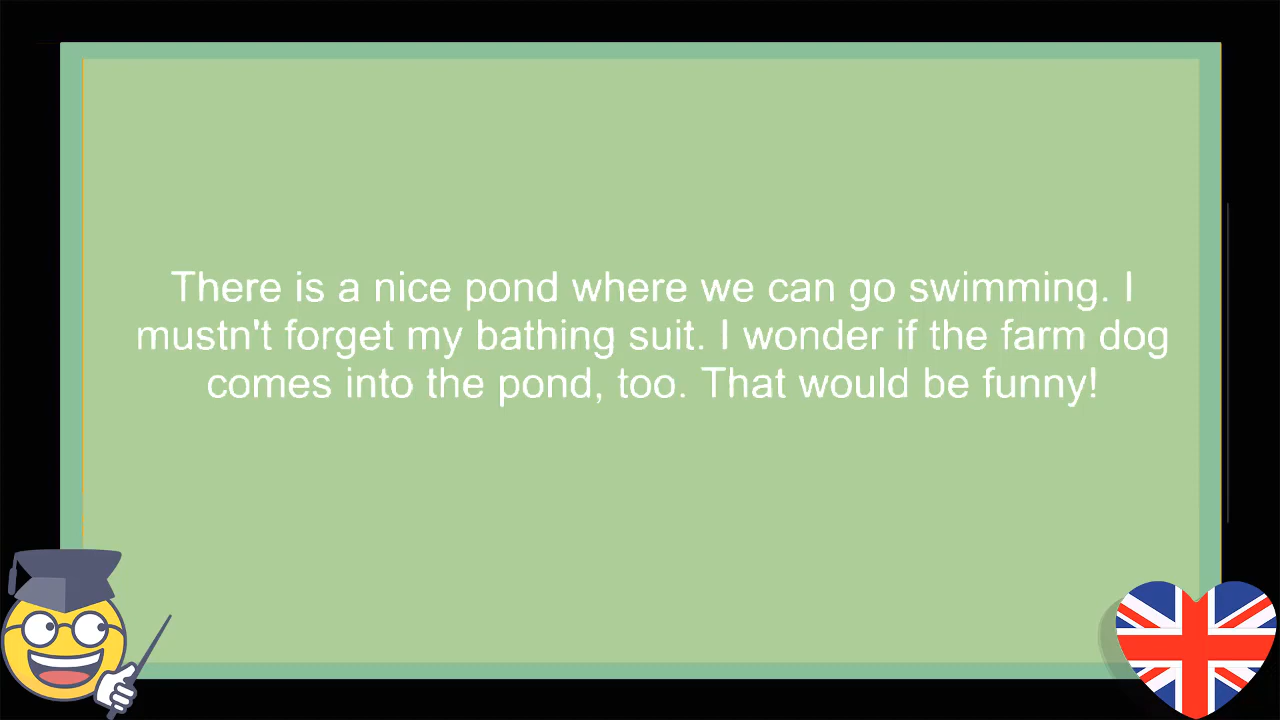 There is a nice pond where we can go swimming. I
mustn't forget my bathing suit. I wonder if the farm dog
comes into the pond, too. That would be funny!